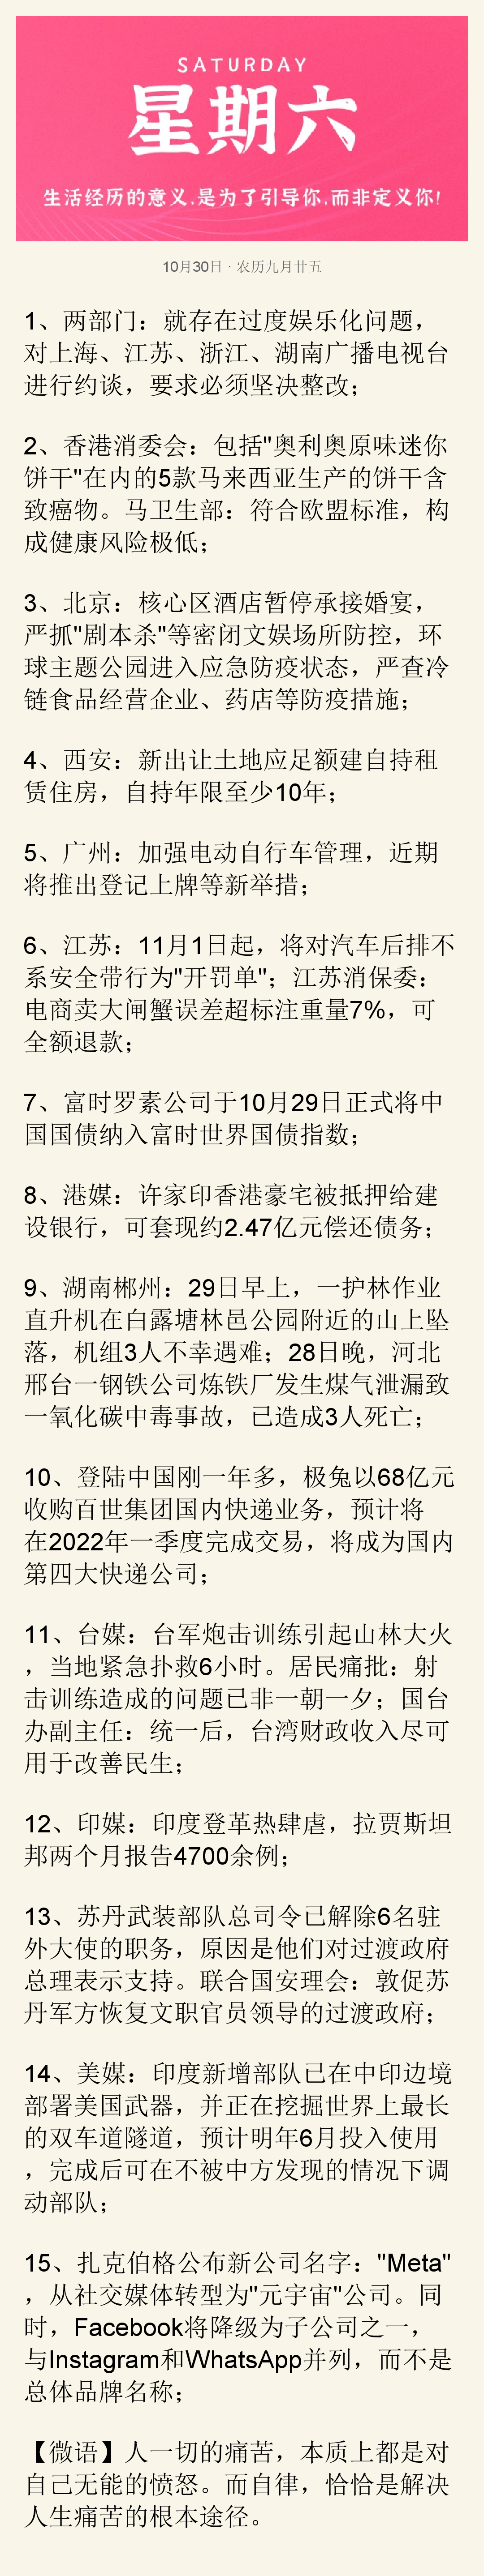 SATURDAY
星期六
生活经历的意义,是为了引导你,而非定义你!
10月30日 · 农历九月廿五
1、两部门：就存在过度娱乐化问题，
对上海、江苏、浙江、湖南广播电视台
进行约谈，要求必须坚决整改；
2、香港消委会：包括"奥利奥原味迷你
饼干"在内的5款马来西亚生产的饼干含
致癌物。马卫生部：符合欧盟标准，构
成健康风险极低；
3、北京：核心区酒店暂停承接婚宴，
严抓"剧本杀"等密闭文娱场所防控，环
球主题公园进入应急防疫状态，严查冷
链食品经营企业、药店等防疫措施；
4、西安：新出让土地应足额建自持租
赁住房，自持年限至少10年；
5、广州：加强电动自行车管理，近期
将推出登记上牌等新举措；
6、江苏：11月1日起，将对汽车后排不
系安全带行为"开罚单"；江苏消保委：
电商卖大闸蟹误差超标注重量7%，可
全额退款；
7、富时罗素公司于10月29日正式将中
国国债纳入富时世界国债指数；
8、港媒：许家印香港豪宅被抵押给建
设银行，可套现约2.47亿元偿还债务；
9、湖南郴州：29日早上，一护林作业
直升机在白露塘林邑公园附近的山上坠
落，机组3人不幸遇难；28日晚，河北
邢台一钢铁公司炼铁厂发生煤气泄漏致
一氧化碳中毒事故，已造成3人死亡；
10、登陆中国刚一年多，极兔以68亿元
收购百世集团国内快递业务，预计将
在2022年一季度完成交易，将成为国内
第四大快递公司；
11、台媒：台军炮击训练引起山林大火
，当地紧急扑救6小时。居民痛批：射
击训练造成的问题已非一朝一夕；国台
办副主任：统一后，台湾财政收入尽可
用于改善民生；
12、印媒：印度登革热肆虐，拉贾斯坦
邦两个月报告4700余例；
13、苏丹武装部队总司令已解除6名驻
外大使的职务，原因是他们对过渡政府
总理表示支持。联合国安理会：敦促苏
丹军方恢复文职官员领导的过渡政府；
14、美媒：印度新增部队已在中印边境
部署美国武器，并正在挖掘世界上最长
的双车道隧道，预计明年6月投入使用
，完成后可在不被中方发现的情况下调
动部队；
15、扎克伯格公布新公司名字："Meta"
，从社交媒体转型为"元宇宙"公司。同
时，Facebook将降级为子公司之一，
与Instagram和WhatsApp并列，而不是
总体品牌名称；
【微语】人一切的痛苦，本质上都是对
自己无能的愤怒。而自律，恰恰是解决
人生痛苦的根本途径。